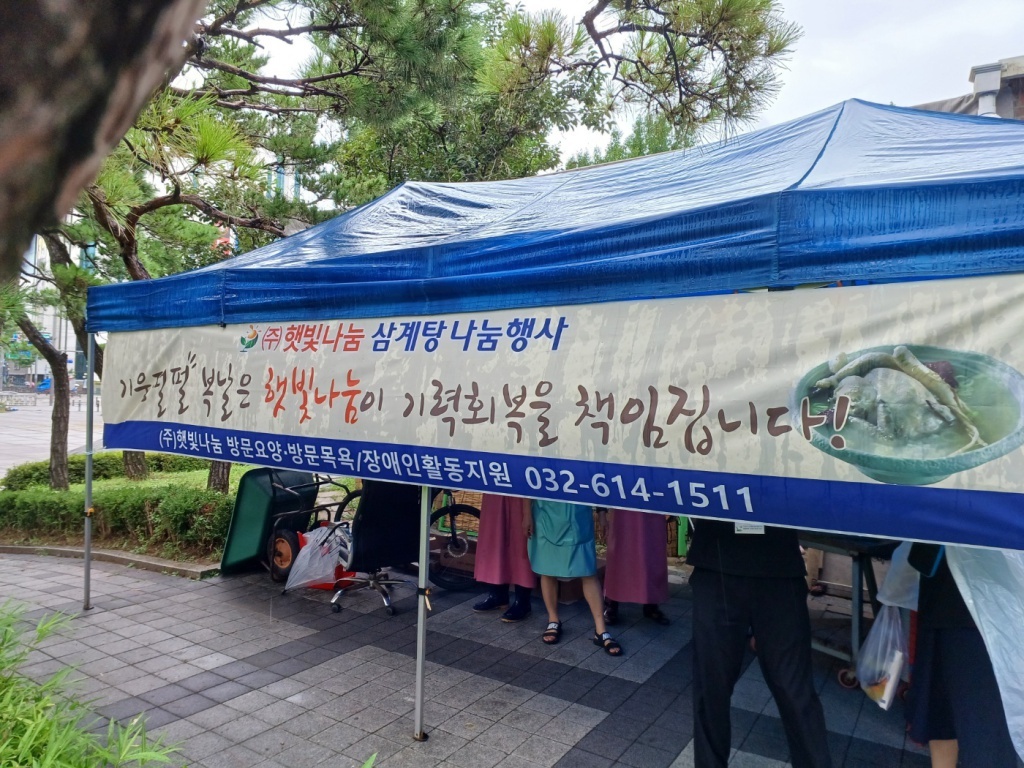 (주)햇빛나눔 삼계탕 나눔행사
기우덜펄 복날은 햇빛나눔이 기력회복을 책임집니다!
(주)햇빛나눔 방문요양·방문목욕/장애인활동지원 032-614-1511